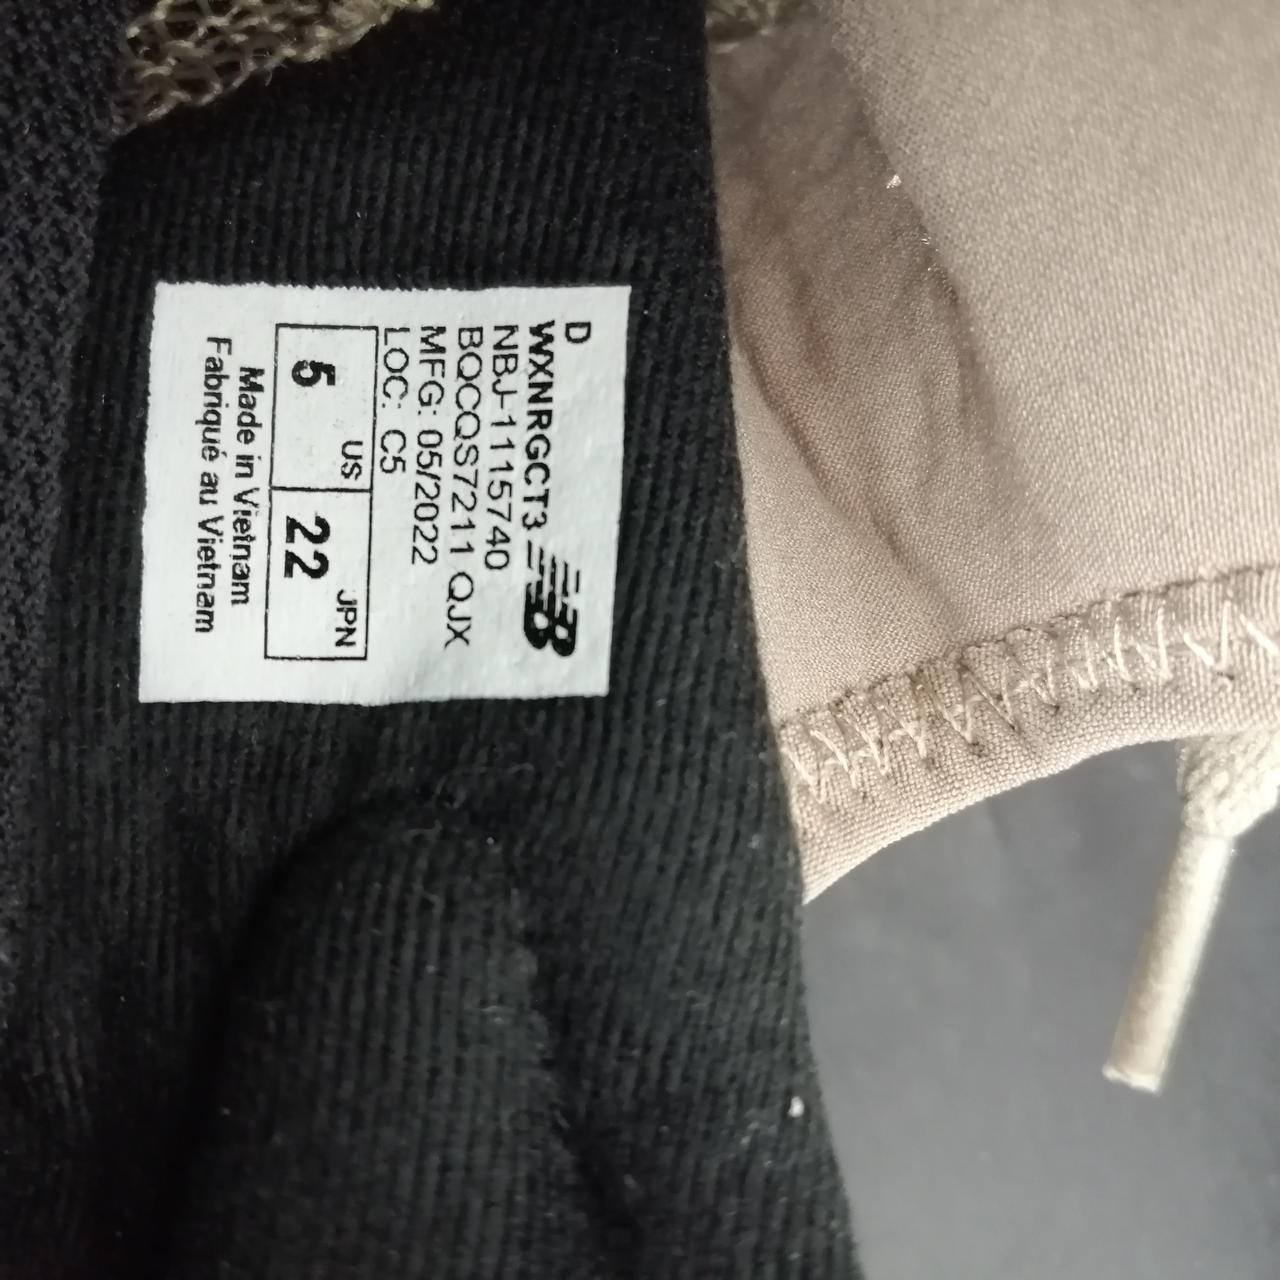 D
WXNRGCT3
NBJ-1115740
BQCQS7211 QJX
MFG: 05/2022
LOC: C5
5 US 22 JPN
Made in Vietnam
Fabriqué au Vietnam